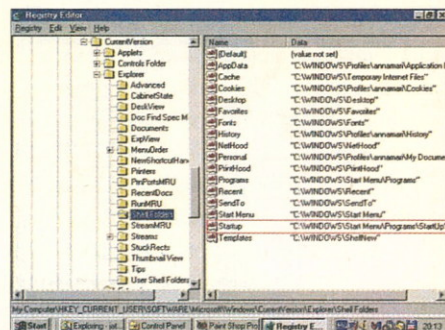 Registry Editor
Registry Edit View Help
CurrentVersion
Applets
Controls Folder
Explorer
Advanced
CabinetState
DeskView
Doc Find Spec M
Documents
ExpView
MenuOrder
NewShortcutHan
Printers
PrnPortsMRU
RecentDocs
RunMRU
Shell Folders
StreamMRU
Streams
StuckRects
Thumbnail View
Tips
User Shell Folders
Name Data
(Default) (value not set)
AppData "C:\WINDOWS\Profiles\annamari\Application
Cache "C:\WINDOWS\Temporary Internet Files"
Cookies "C:\WINDOWS\Profiles\annamari\Cookies"
Desktop "C:\WINDOWS\Desktop"
Favorites "C:\WINDOWS\Favorites"
Fonts "C:\WINDOWS\Fonts"
History "C:\WINDOWS\Profiles\annamari\History"
NetHood "C:\WINDOWS\NetHood"
Personal "C:\WINDOWS\Profiles\annamari\My Docume
PrintHood "C:\WINDOWS\PrintHood"
Programs "C:\WINDOWS\Start Menu\Programs"
Recent "C:\WINDOWS\Recent"
SendTo "C:\WINDOWS\SendTo"
Start Menu "C:\WINDOWS\Start Menu"
Startup "C:\WINDOWS\Start Menu\Programs\StartUp"
Templates "C:\WINDOWS\ShellNew"
My Computer\HKEY_CURRENT_USER\SOFTWARE\Microsoft\Windows\CurrentVersion\Explorer\Shell Folders
Start Exploring Control Panel Paint Shop Pro Registry E...